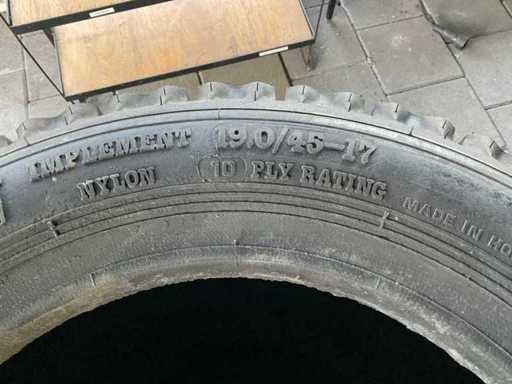 IMPLEMENT 19.0/45-17
NYLON (10) PLY RATING
MADE IN